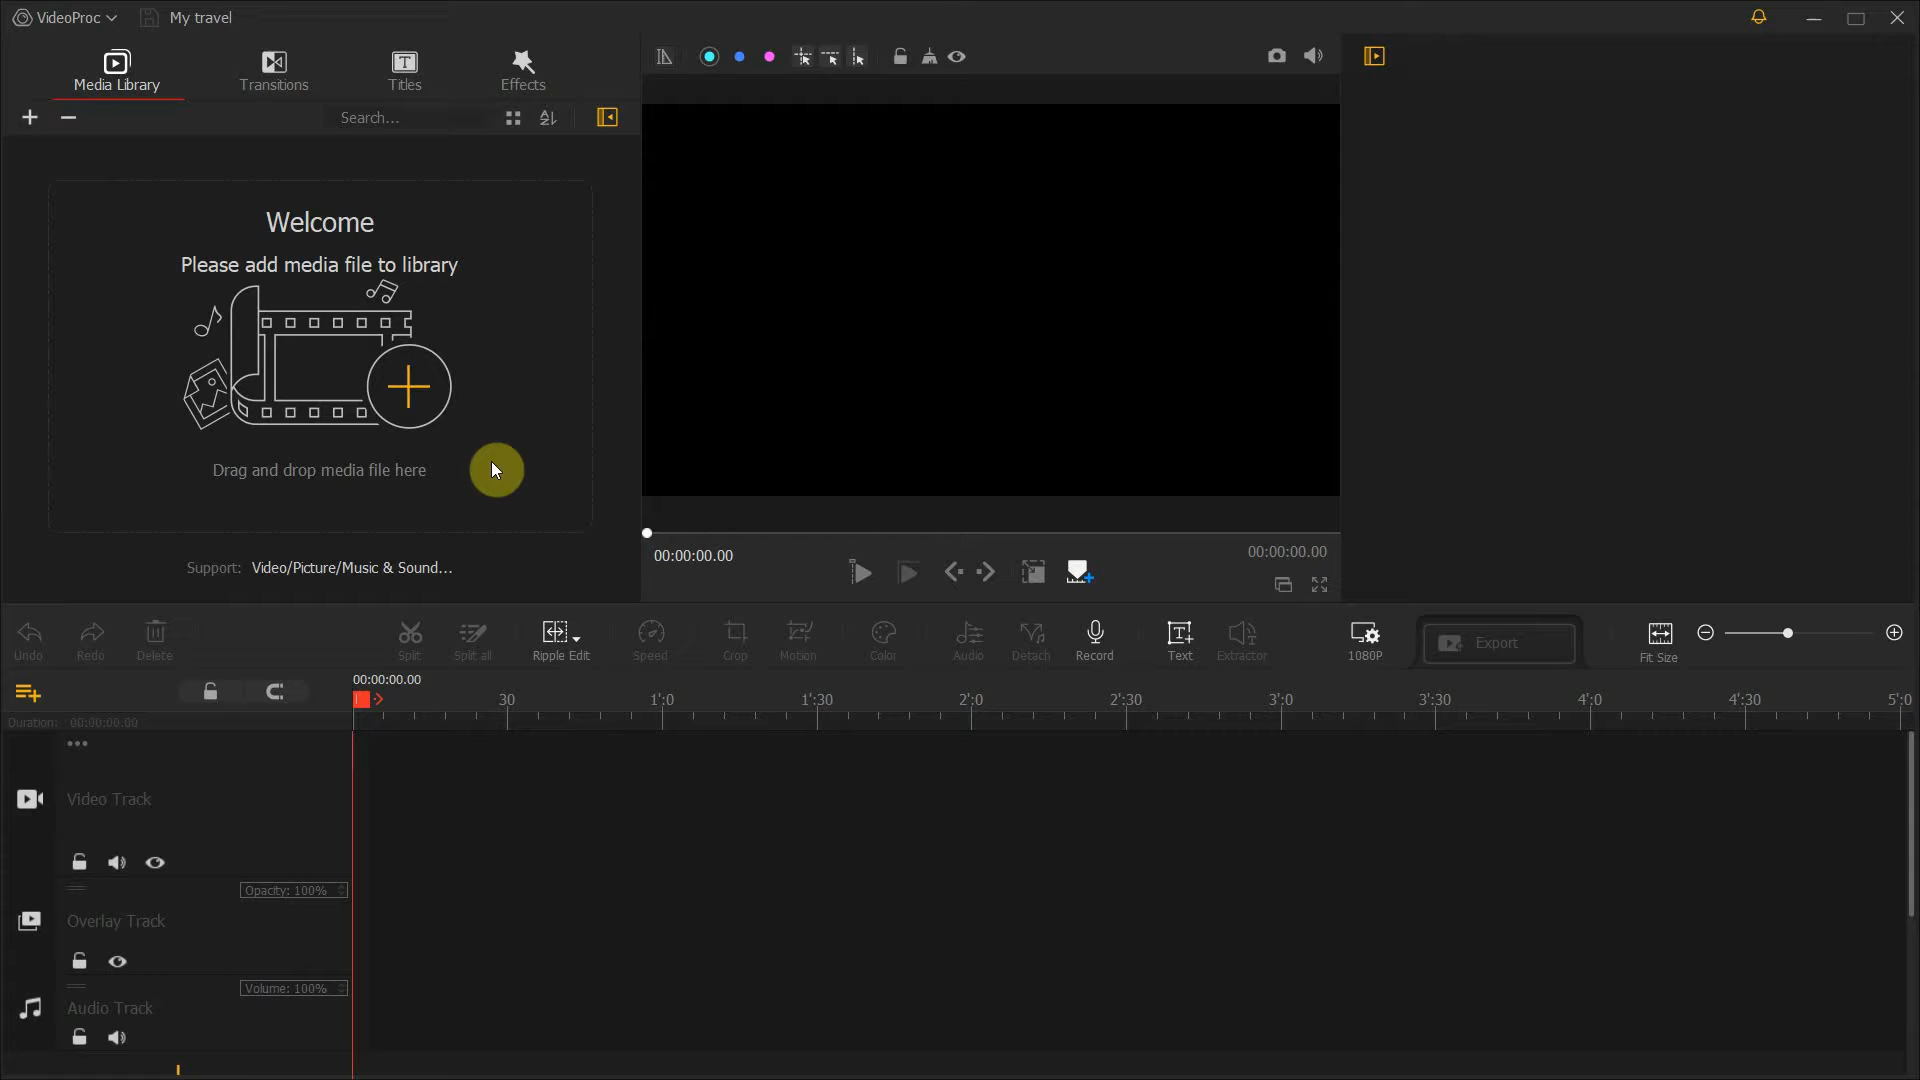 VideoProc
My travel
Media Library
Transitions
Titles
Effects
Search...
Welcome
Please add media file to library
Drag and drop media file here
Support: Video/Picture/Music & Sound...
00:00:00.00
00:00:00.00
Undo
Redo
Delete
Split
Split all
Ripple Edit
Speed
Crop
Motion
Color
Audio
Detach
Record
Text
Extractor
1080P
Export
Fit Size
00:00:00.00
30
1':0
1':30
2':0
2':30
3':0
3':30
4':0
4':30
5':0
Duration: 00:00:00.00
Video Track
Opacity: 100%
Overlay Track
Volume: 100%
Audio Track